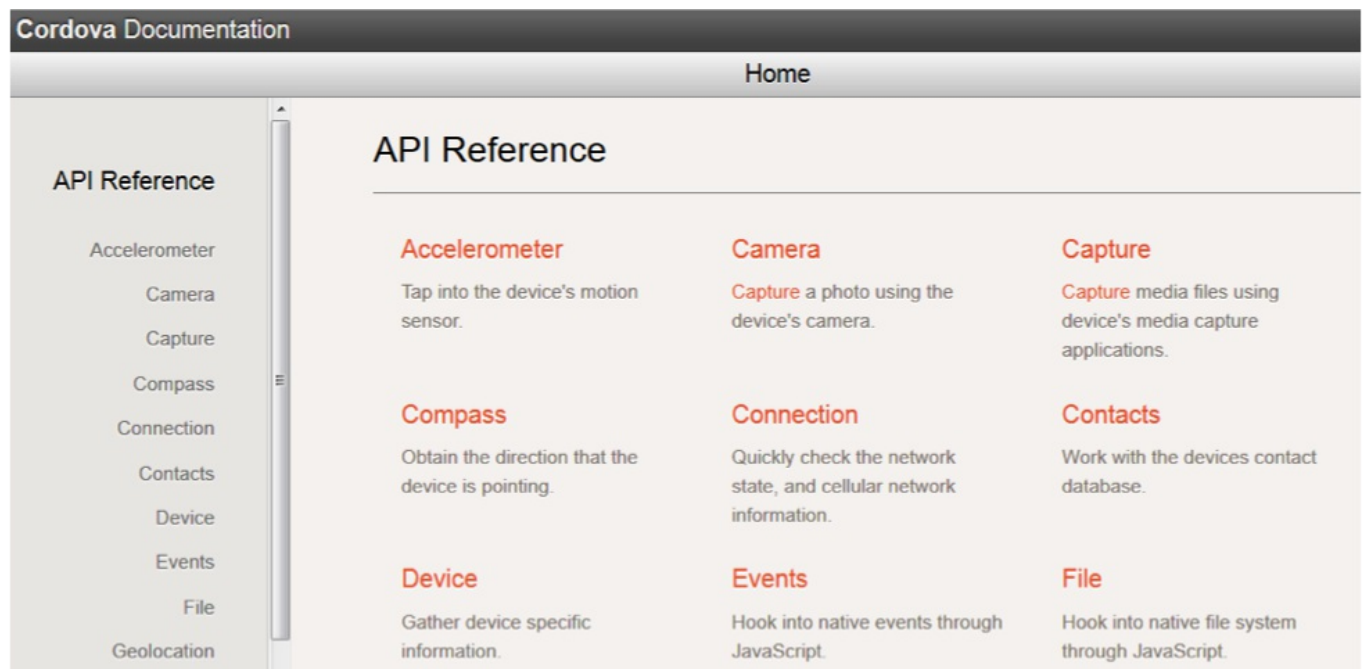 Cordova Documentation
Home
API Reference
Accelerometer
Camera
Capture
Compass
Connection
Contacts
Device
Events
File
Geolocation
API Reference
Accelerometer
Tap into the device's motion
sensor.
Camera
Capture a photo using the
device's camera.
Capture
Capture media files using
device's media capture
applications.
Compass
Obtain the direction that the
device is pointing.
Connection
Quickly check the network
state, and cellular network
information.
Contacts
Work with the devices contact
database.
Device
Gather device specific
information.
Events
Hook into native events through
JavaScript.
File
Hook into native file system
through JavaScript.